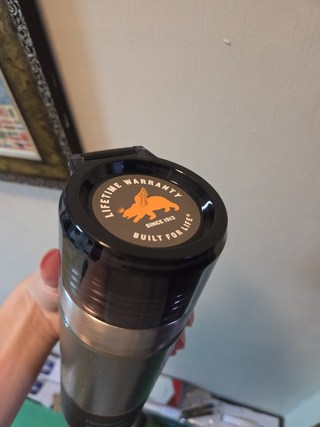 LIFETIME WARRANTY
SINCE 1913
BUILT FOR LIFE®